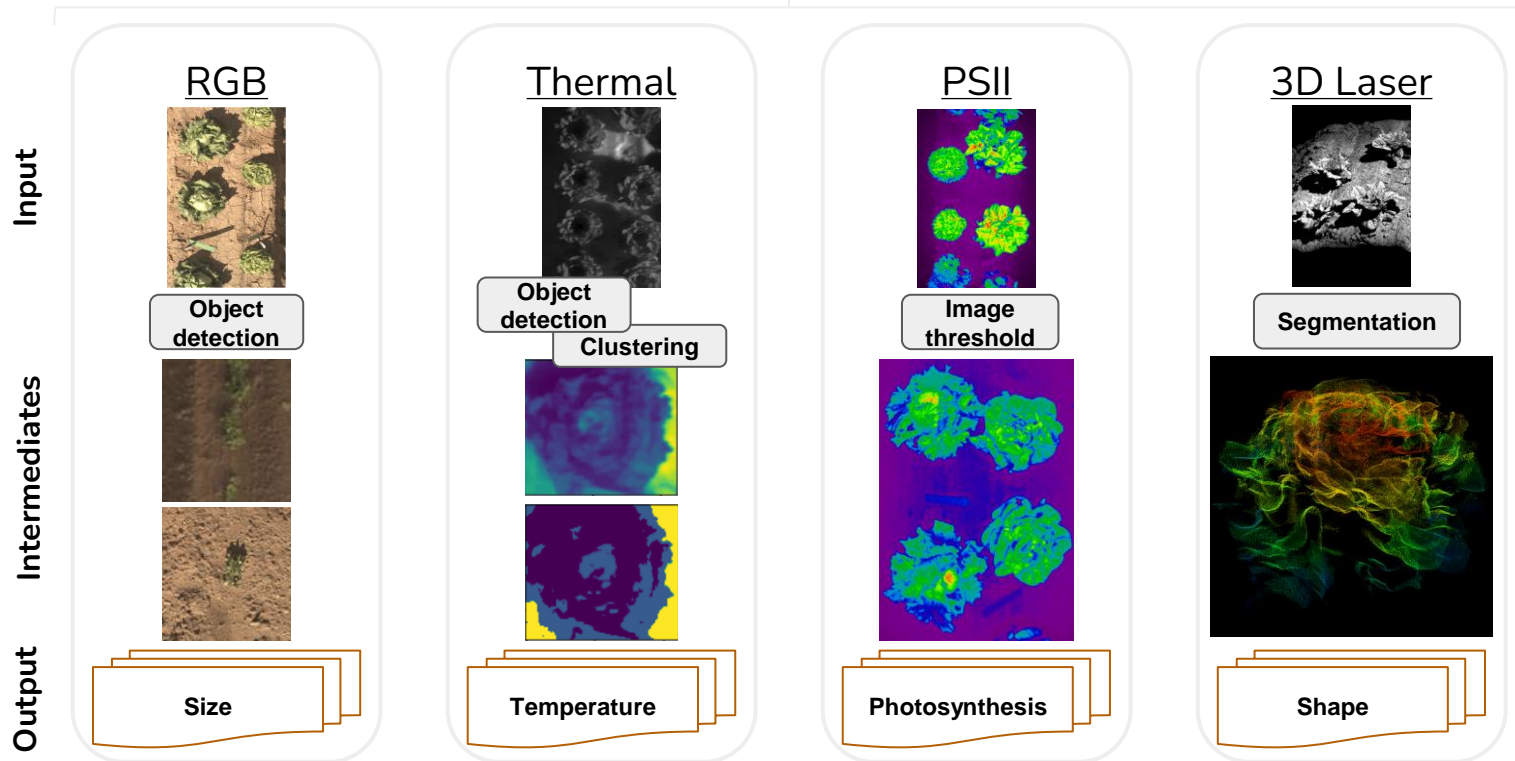 RGB
Thermal
PSII
3D Laser
Input
Object
detection
Object
detection
Clustering
Image
threshold
Segmentation
Intermediates
Output
Size
Temperature
Photosynthesis
Shape